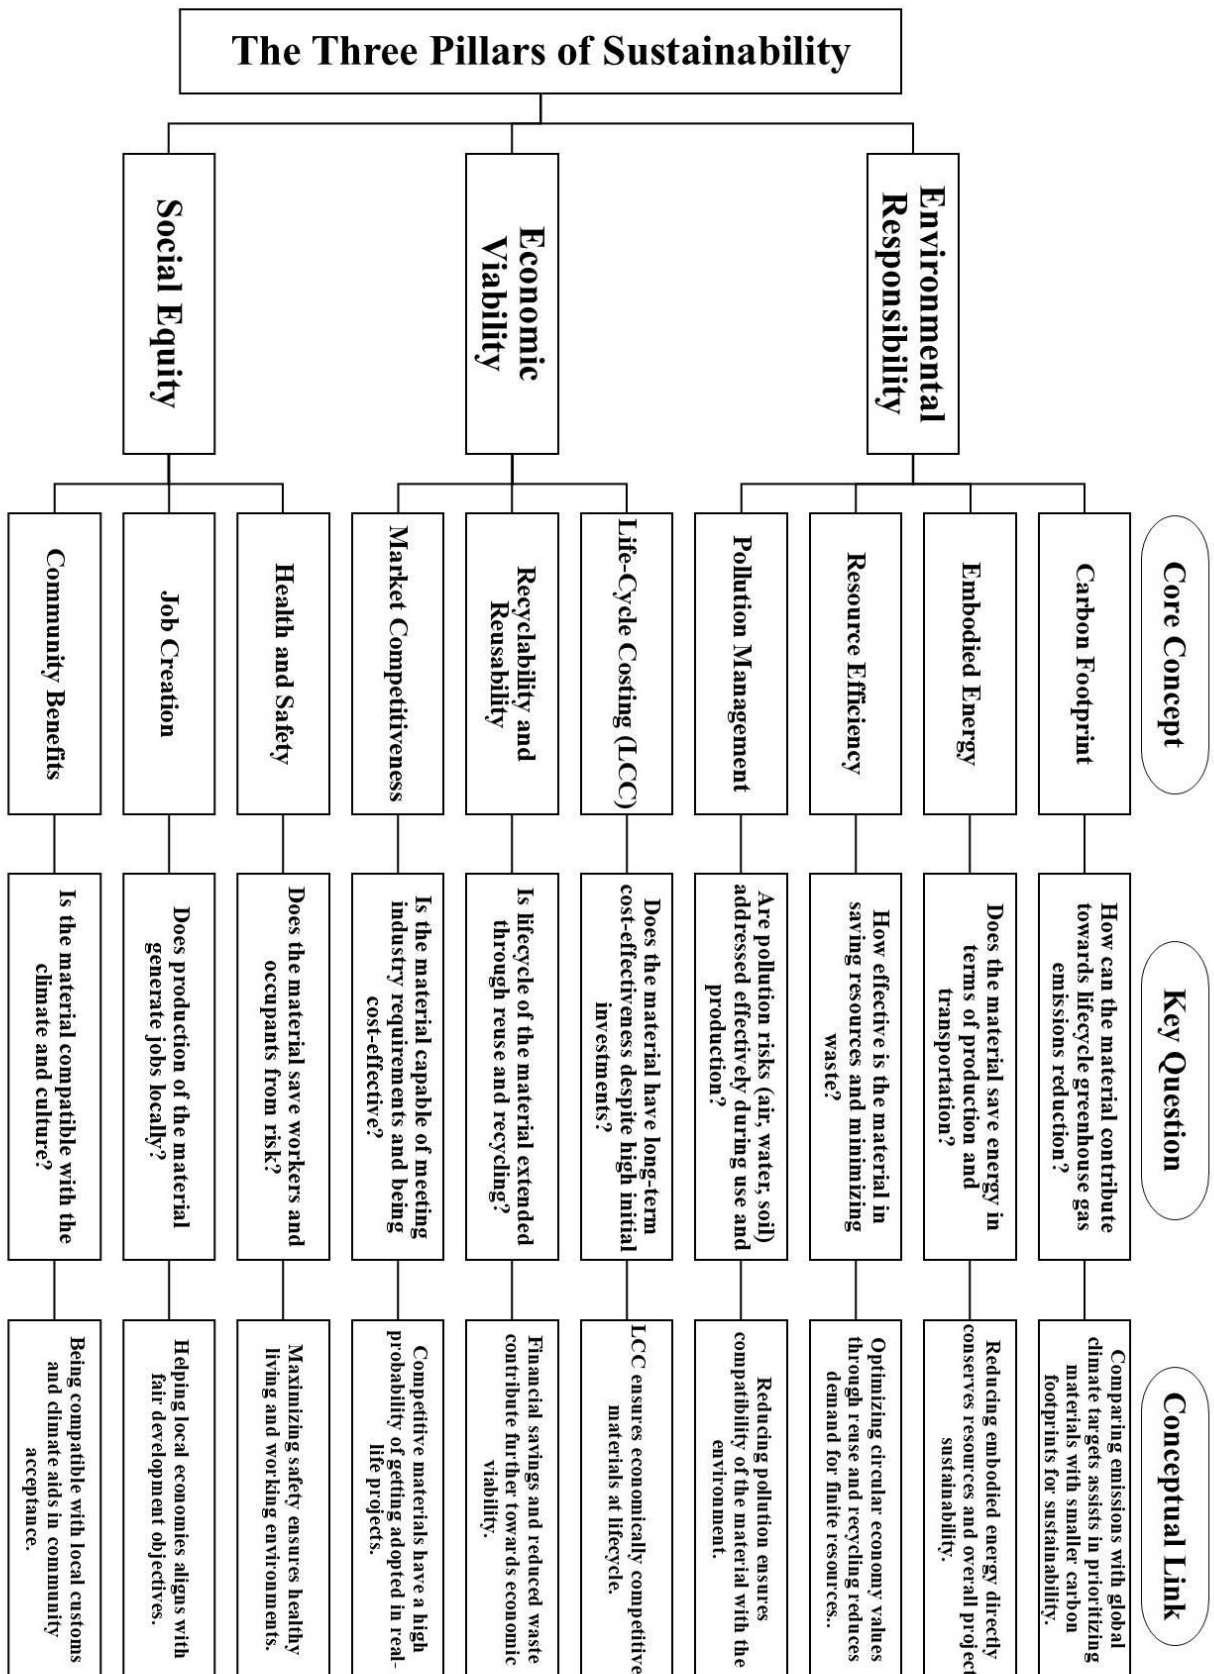 The Three Pillars of Sustainability
Environmental
Responsibility
Economic
Viability
Social Equity
Core Concept
Carbon Footprint
Embodied Energy
Resource Efficiency
Pollution Management
Life-Cycle Costing (LCC)
Recyclability and
Reusability
Market Competitiveness
Health and Safety
Job Creation
Community Benefits
Key Question
How can the material contribute
towards lifecycle greenhouse gas
emissions reduction?
Does the material save energy in
terms of production and
transportation?
How effective is the material in
saving resources and minimizing
waste?
Are pollution risks (air, water, soil)
addressed effectively during use and
production?
Does the material have long-term
cost-effectiveness despite high initial
investments?
Is lifecycle of the material extended
through reuse and recycling?
Is the material capable of meeting
industry requirements and being
cost-effective?
Does the material save workers and
occupants from risk?
Does production of the material
generate jobs locally?
Is the material compatible with the
climate and culture?
Conceptual Link
Comparing emissions with global
climate targets assists in prioritizing
materials with smaller carbon
footprints for sustainability.
Reducing embodied energy directly
conserves resources and overall project
sustainability.
Optimizing circular economy values
through reuse and recycling reduces
demand for finite resources..
Reducing pollution ensures
compatibility of the material with the
environment.
LCC ensures economically competitive
materials at lifecycle.
Financial savings and reduced waste
contribute further towards economic
viability.
Competitive materials have a high
probability of getting adopted in real-
life projects.
Maximizing safety ensures healthy
living and working environments.
Helping local economies aligns with
fair development objectives.
Being compatible with local customs
and climate aids in community
acceptance.